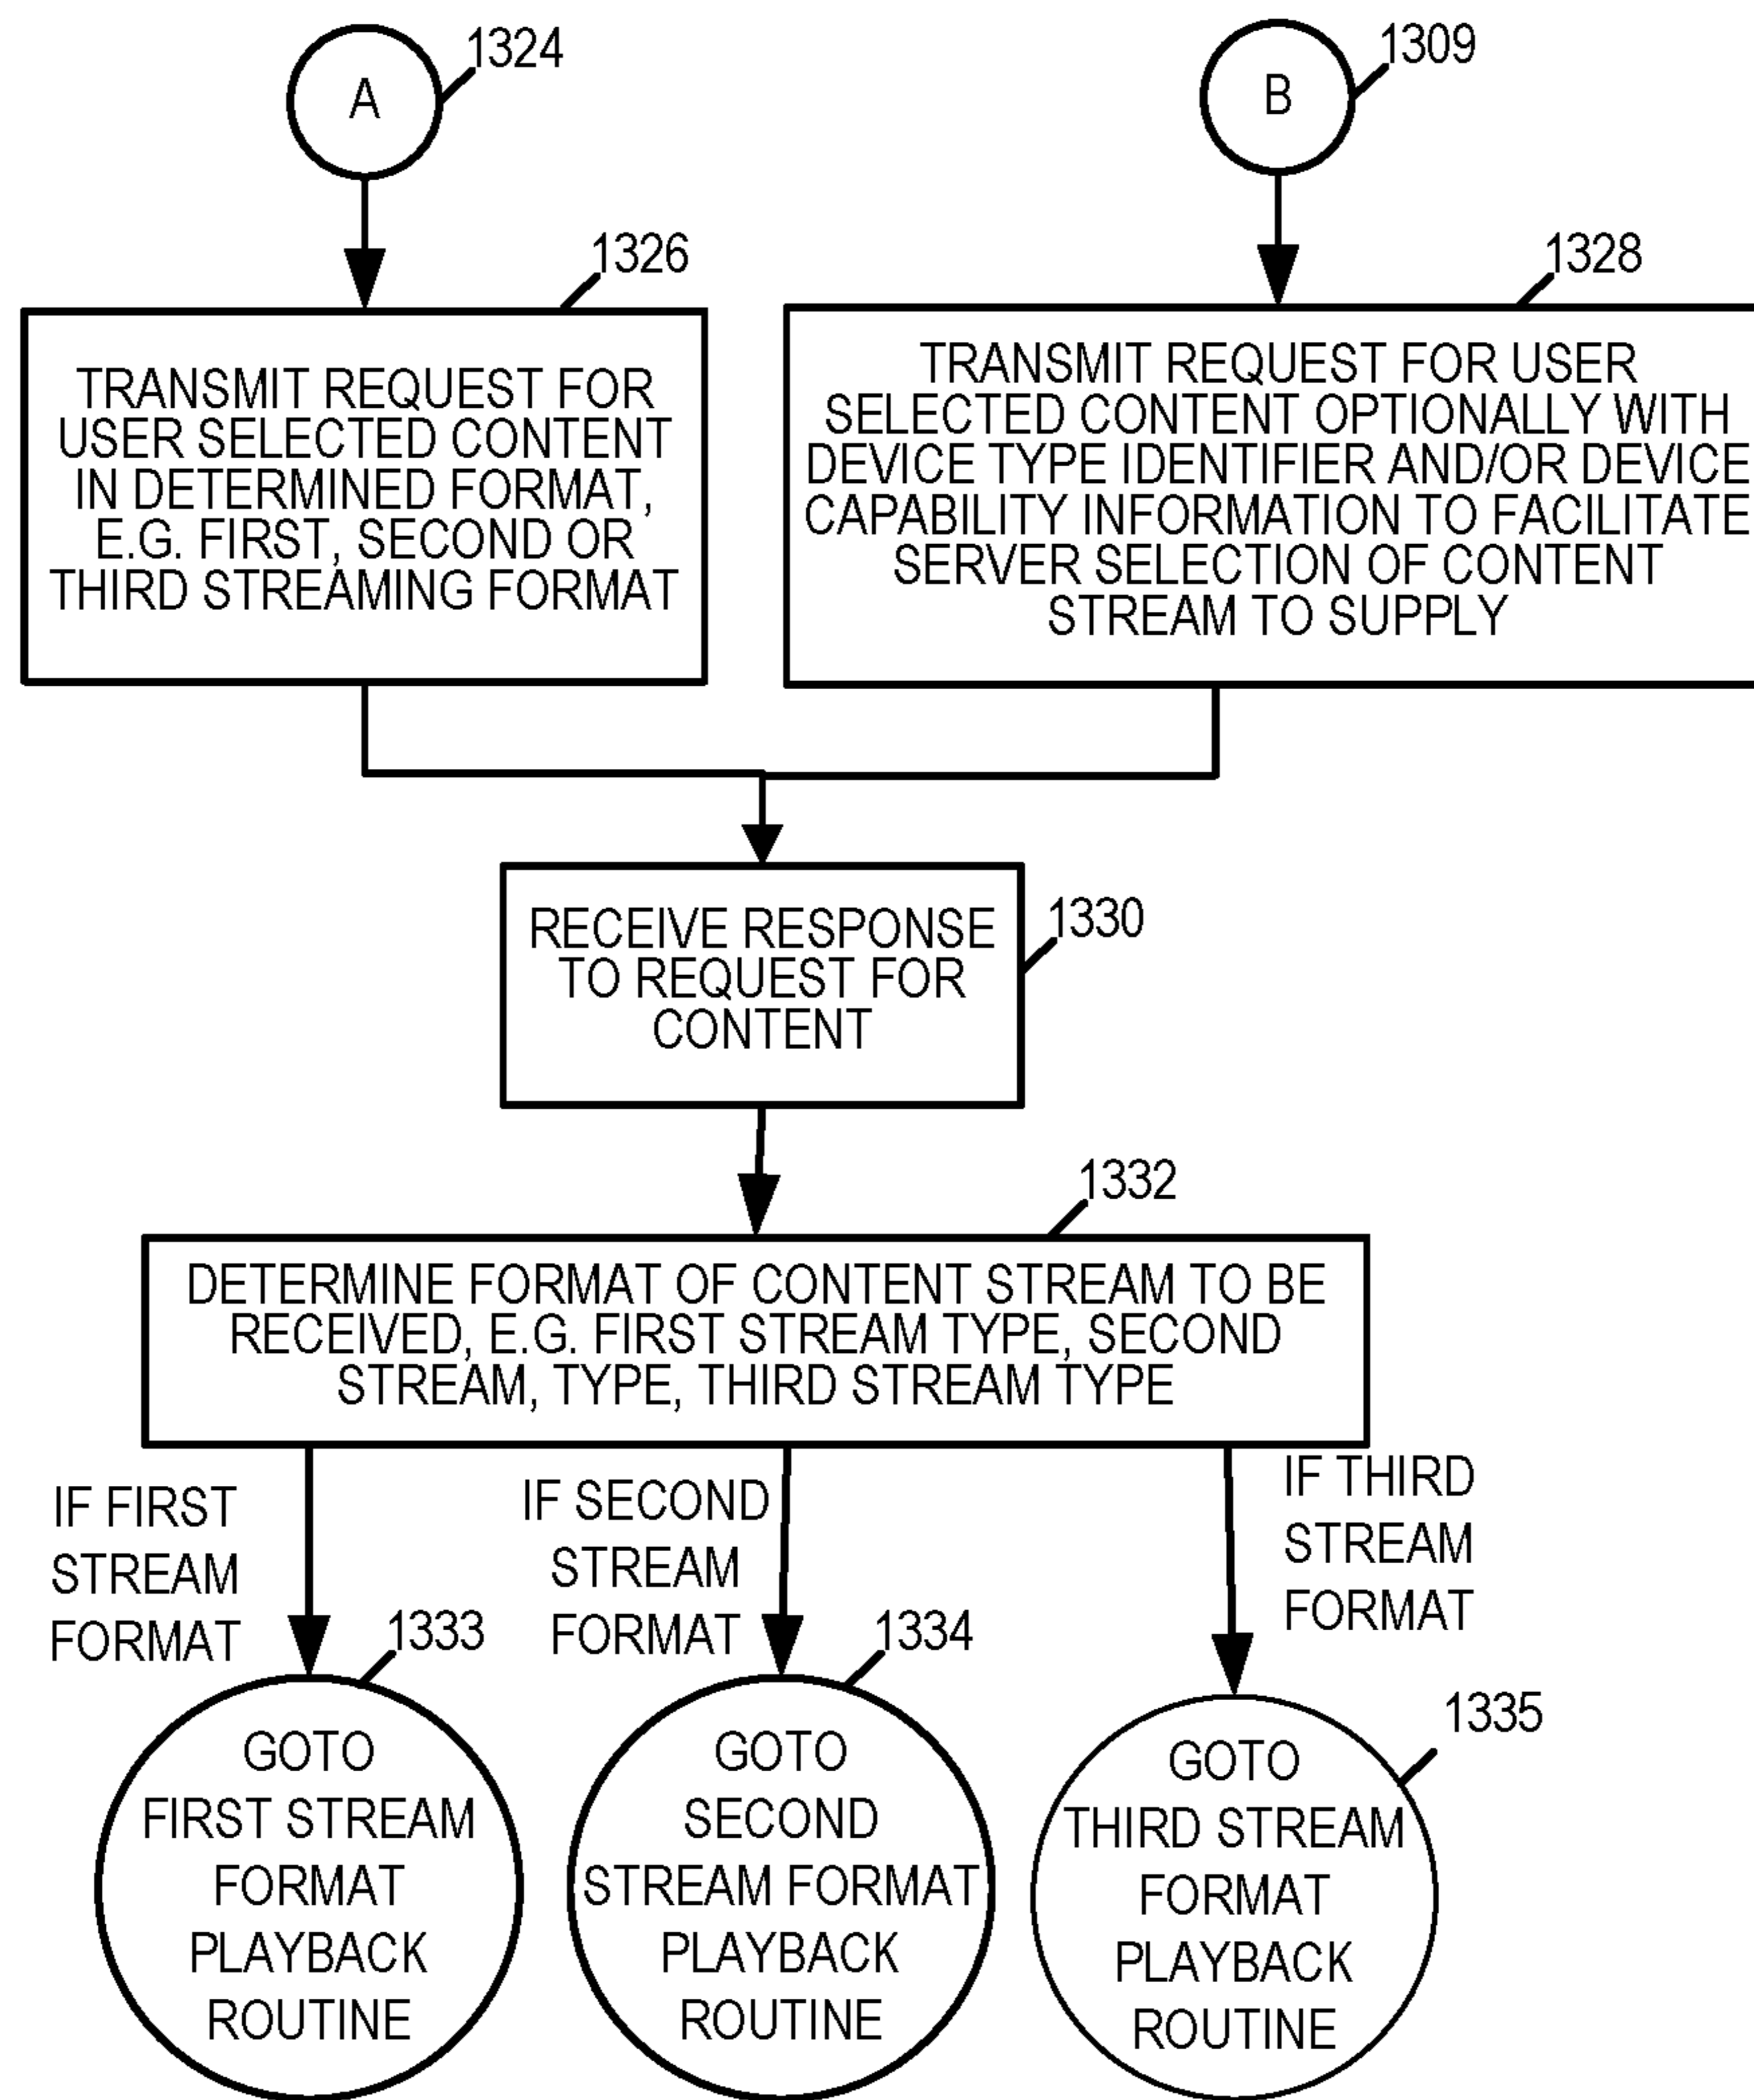 1324
A
1309
B
1326
TRANSMIT REQUEST FOR
USER SELECTED CONTENT
IN DETERMINED FORMAT,
E.G. FIRST, SECOND OR
THIRD STREAMING FORMAT
1328
TRANSMIT REQUEST FOR USER
SELECTED CONTENT OPTIONALLY WITH
DEVICE TYPE IDENTIFIER AND/OR DEVICE
CAPABILITY INFORMATION TO FACILITATE
SERVER SELECTION OF CONTENT
STREAM TO SUPPLY
1330
RECEIVE RESPONSE
TO REQUEST FOR
CONTENT
1332
DETERMINE FORMAT OF CONTENT STREAM TO BE
RECEIVED, E.G. FIRST STREAM TYPE, SECOND
STREAM, TYPE, THIRD STREAM TYPE
IF FIRST
STREAM
FORMAT
IF SECOND
STREAM
FORMAT
IF THIRD
STREAM
FORMAT
1333
GOTO
FIRST STREAM
FORMAT
PLAYBACK
ROUTINE
1334
GOTO
SECOND
STREAM FORMAT
PLAYBACK
ROUTINE
1335
GOTO
THIRD STREAM
FORMAT
PLAYBACK
ROUTINE